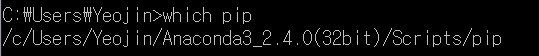 C:₩Users₩Yeojin>which pip
/c/Users/Yeojin/Anaconda3_2.4.0(32bit)/Scripts/pip